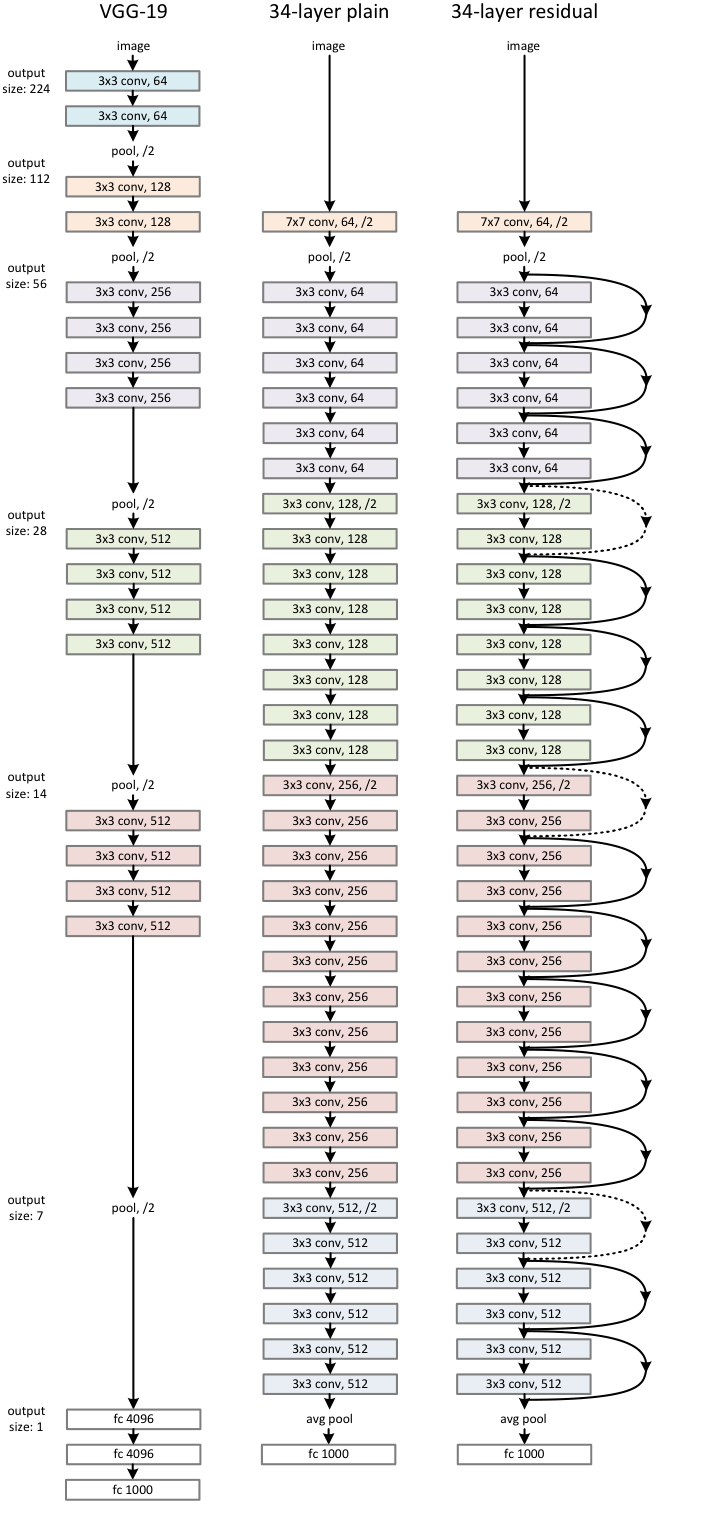 VGG-19
34-layer plain
34-layer residual
output
size: 224
output
size: 112
output
size: 56
output
size: 28
output
size: 14
output
size: 7
output
size: 1
image
3x3 conv, 64
3x3 conv, 64
pool, /2
3x3 conv, 128
3x3 conv, 128
pool, /2
3x3 conv, 256
3x3 conv, 256
3x3 conv, 256
3x3 conv, 256
pool, /2
3x3 conv, 512
3x3 conv, 512
3x3 conv, 512
3x3 conv, 512
pool, /2
3x3 conv, 512
3x3 conv, 512
3x3 conv, 512
3x3 conv, 512
pool, /2
fc 4096
fc 4096
fc 1000
image
7x7 conv, 64, /2
pool, /2
3x3 conv, 64
3x3 conv, 64
3x3 conv, 64
3x3 conv, 64
3x3 conv, 64
3x3 conv, 64
3x3 conv, 128, /2
3x3 conv, 128
3x3 conv, 128
3x3 conv, 128
3x3 conv, 128
3x3 conv, 128
3x3 conv, 128
3x3 conv, 128
3x3 conv, 256, /2
3x3 conv, 256
3x3 conv, 256
3x3 conv, 256
3x3 conv, 256
3x3 conv, 256
3x3 conv, 256
3x3 conv, 256
3x3 conv, 256
3x3 conv, 256
3x3 conv, 256
3x3 conv, 256
3x3 conv, 512, /2
3x3 conv, 512
3x3 conv, 512
3x3 conv, 512
3x3 conv, 512
3x3 conv, 512
avg pool
fc 1000
image
7x7 conv, 64, /2
pool, /2
3x3 conv, 64
3x3 conv, 64
3x3 conv, 64
3x3 conv, 64
3x3 conv, 64
3x3 conv, 64
3x3 conv, 128, /2
3x3 conv, 128
3x3 conv, 128
3x3 conv, 128
3x3 conv, 128
3x3 conv, 128
3x3 conv, 128
3x3 conv, 128
3x3 conv, 256, /2
3x3 conv, 256
3x3 conv, 256
3x3 conv, 256
3x3 conv, 256
3x3 conv, 256
3x3 conv, 256
3x3 conv, 256
3x3 conv, 256
3x3 conv, 256
3x3 conv, 256
3x3 conv, 256
3x3 conv, 512, /2
3x3 conv, 512
3x3 conv, 512
3x3 conv, 512
3x3 conv, 512
3x3 conv, 512
avg pool
fc 1000